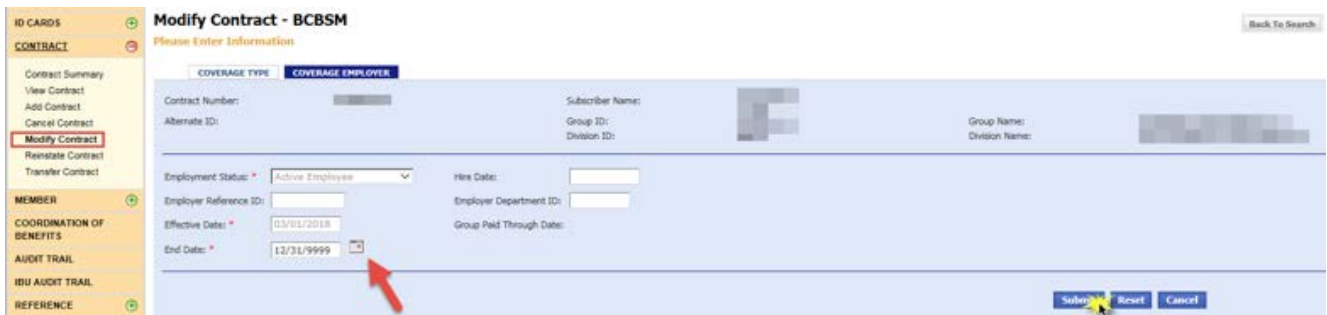 ID CARDS
CONTRACT
Contract Summary
View Contract
Add Contract
Cancel Contract
Modify Contract
Reinstate Contract
Transfer Contract
MEMBER
COORDINATION OF
BENEFITS
AUDIT TRAIL
IBU AUDIT TRAIL
REFERENCE
Modify Contract - BCBSM
Back To Search
Please Enter Information
COVERAGE TYPE COVERAGE EMPLOYER
Contract Number: Subscriber Name:
Alternate ID: Group ID: Group Name:
Division ID: Division Name:
Employment Status: * Active Employee Hire Date:
Employer Reference ID: Employer Department ID:
Effective Date: * 03/01/2018 Group Paid Through Date:
End Date: * 12/31/9999
Submit Reset Cancel